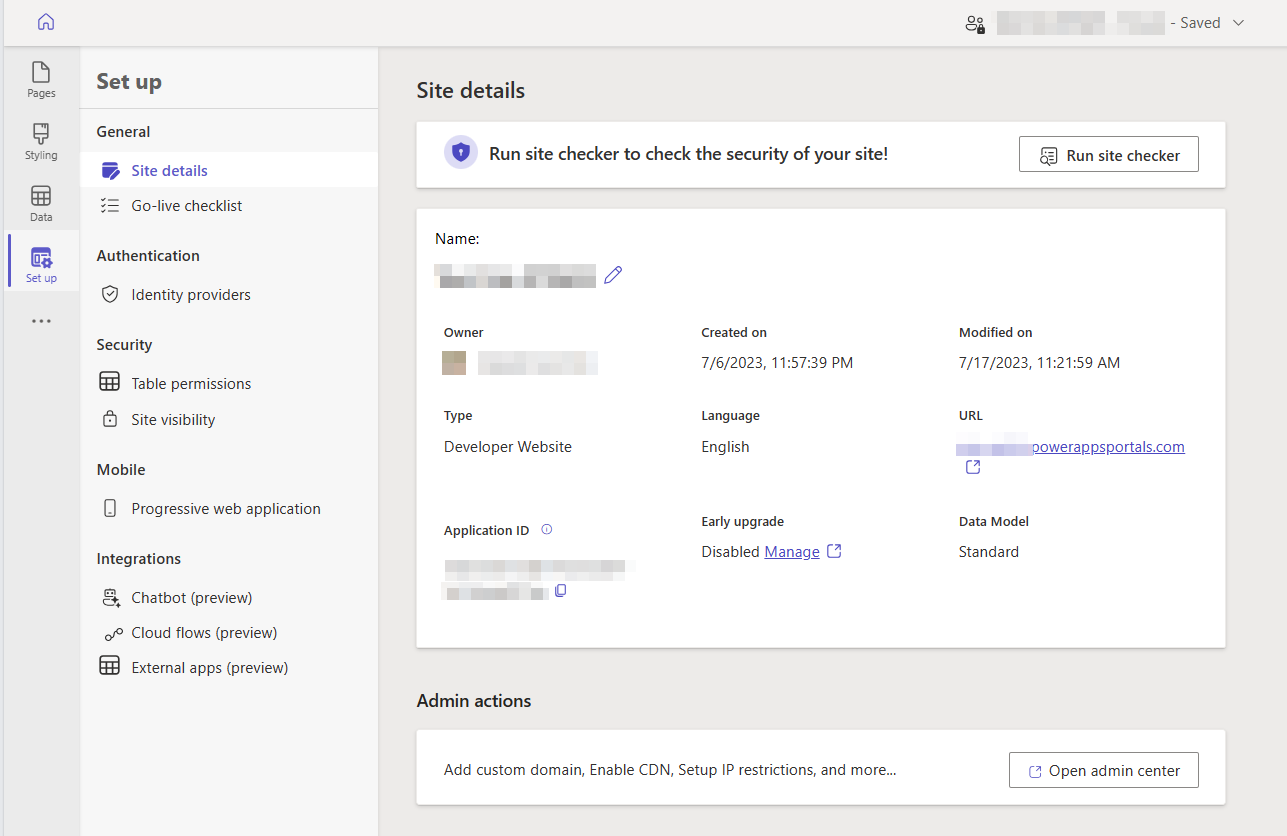 - Saved
Pages
Styling
Data
Set up
Set up
General
Site details
Go-live checklist
Authentication
Identity providers
Security
Table permissions
Site visibility
Mobile
Progressive web application
Integrations
Chatbot (preview)
Cloud flows (preview)
External apps (preview)
Site details
Run site checker to check the security of your site!
Run site checker
Name:
Owner
Created on
7/6/2023, 11:57:39 PM
Modified on
7/17/2023, 11:21:59 AM
Type
Developer Website
Language
English
URL
powerappsportals.com
Application ID
Early upgrade
Disabled Manage
Data Model
Standard
Admin actions
Add custom domain, Enable CDN, Setup IP restrictions, and more...
Open admin center